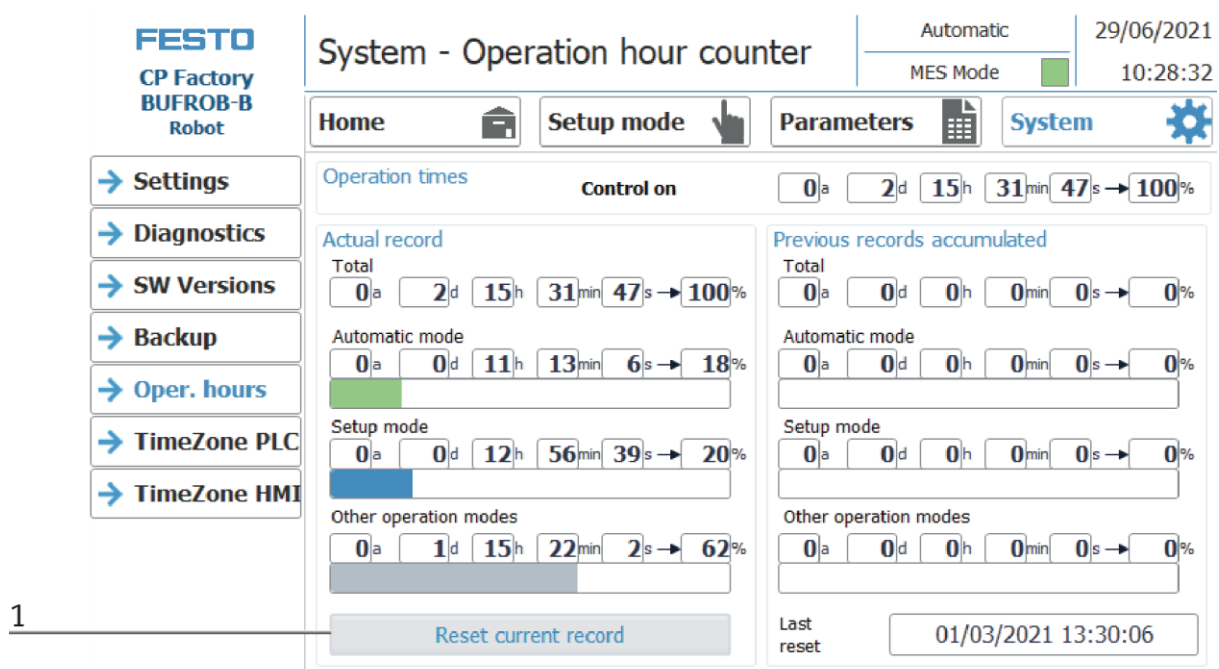 FESTO
CP Factory
BUFROB-B
Robot
System - Operation hour counter
Automatic
MES Mode
29/06/2021
10:28:32
Home
Setup mode
Parameters
System
Settings
Diagnostics
SW Versions
Backup
Oper. hours
TimeZone PLC
TimeZone HMI
Operation times
Control on
0 a 2 d 15 h 31 min 47 s 100 %
Actual record
Total
0 a 2 d 15 h 31 min 47 s 100 %
Automatic mode
0 a 0 d 11 h 13 min 6 s 18 %
Setup mode
0 a 0 d 12 h 56 min 39 s 20 %
Other operation modes
0 a 1 d 15 h 22 min 2 s 62 %
Reset current record
Previous records accumulated
Total
0 a 0 d 0 h 0 min 0 s 0 %
Automatic mode
0 a 0 d 0 h 0 min 0 s 0 %
Setup mode
0 a 0 d 0 h 0 min 0 s 0 %
Other operation modes
0 a 0 d 0 h 0 min 0 s 0 %
Last
reset
01/03/2021 13:30:06
1